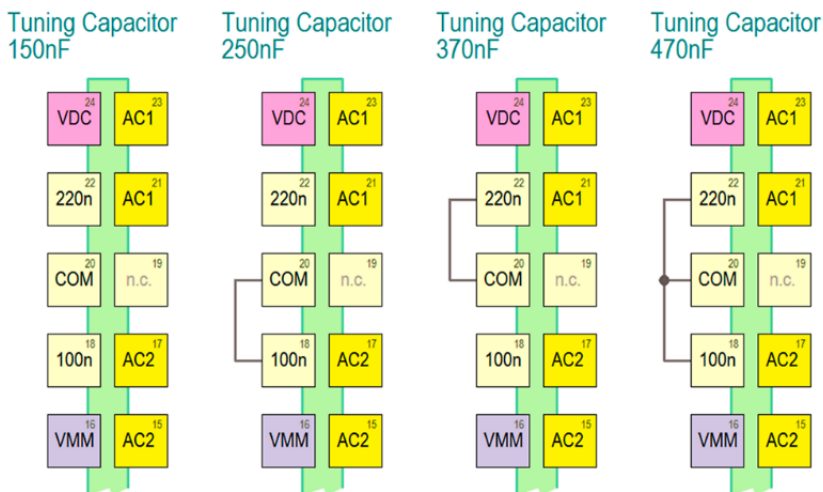 Tuning Capacitor
150nF
Tuning Capacitor
250nF
Tuning Capacitor
370nF
Tuning Capacitor
470nF
24 VDC 23 AC1
22 220n 21 AC1
20 COM 19 n.c.
18 100n 17 AC2
16 VMM 15 AC2
24 VDC 23 AC1
22 220n 21 AC1
20 COM 19 n.c.
18 100n 17 AC2
16 VMM 15 AC2
24 VDC 23 AC1
22 220n 21 AC1
20 COM 19 n.c.
18 100n 17 AC2
16 VMM 15 AC2
24 VDC 23 AC1
22 220n 21 AC1
20 COM 19 n.c.
18 100n 17 AC2
16 VMM 15 AC2